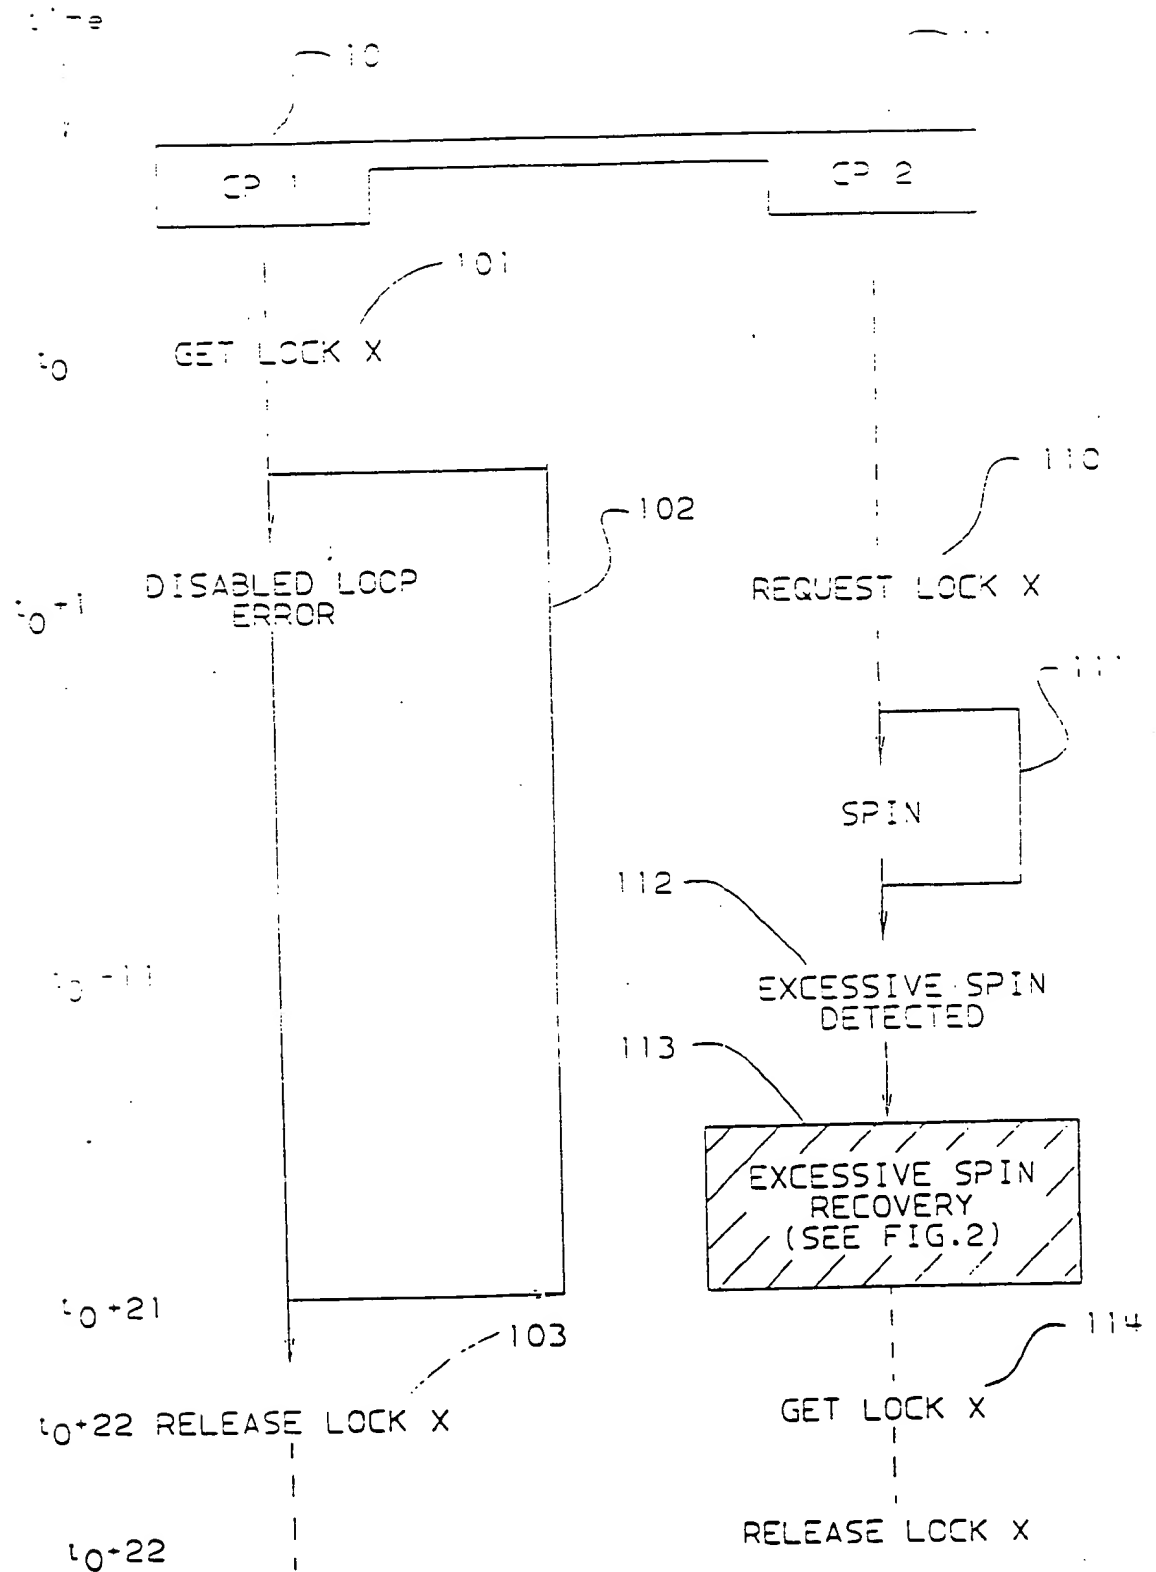 time
10
CP 1
CP 2
101
t0 GET LOCK X
110
102
t0+1 DISABLED LOOP
ERROR
REQUEST LOCK X
SPIN
112
EXCESSIVE SPIN
DETECTED
113
EXCESSIVE SPIN
RECOVERY
(SEE FIG.2)
t0+21
103
114
t0+22 RELEASE LOCK X
GET LOCK X
t0+22
RELEASE LOCK X